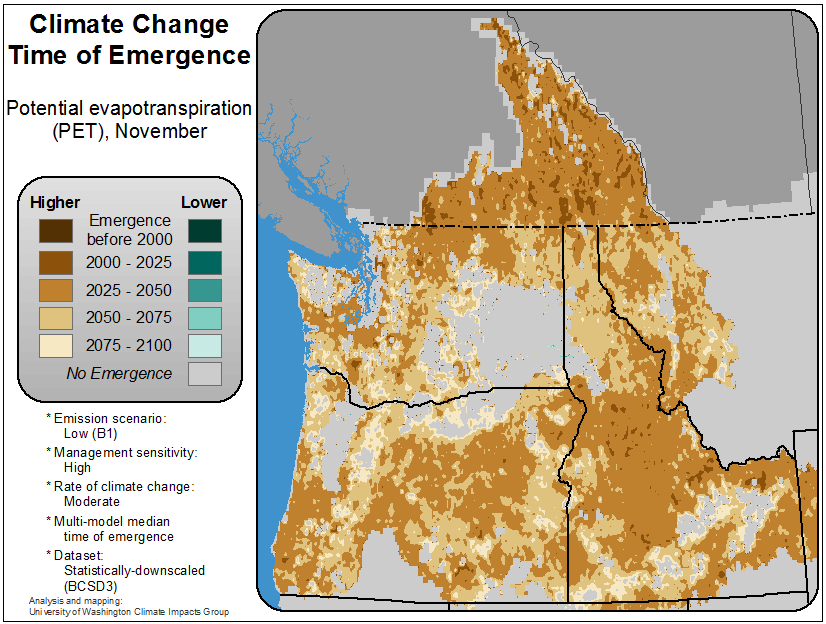 Climate Change
Time of Emergence
Potential evapotranspiration
(PET), November
Higher Lower
Emergence
before 2000
2000 - 2025
2025 - 2050
2050 - 2075
2075 - 2100
No Emergence
* Emission scenario:
Low (B1)
* Management sensitivity:
High
* Rate of climate change:
Moderate
* Multi-model median
time of emergence
* Dataset:
Statistically-downscaled
(BCSD3)
Analysis and mapping:
University of Washington Climate Impacts Group